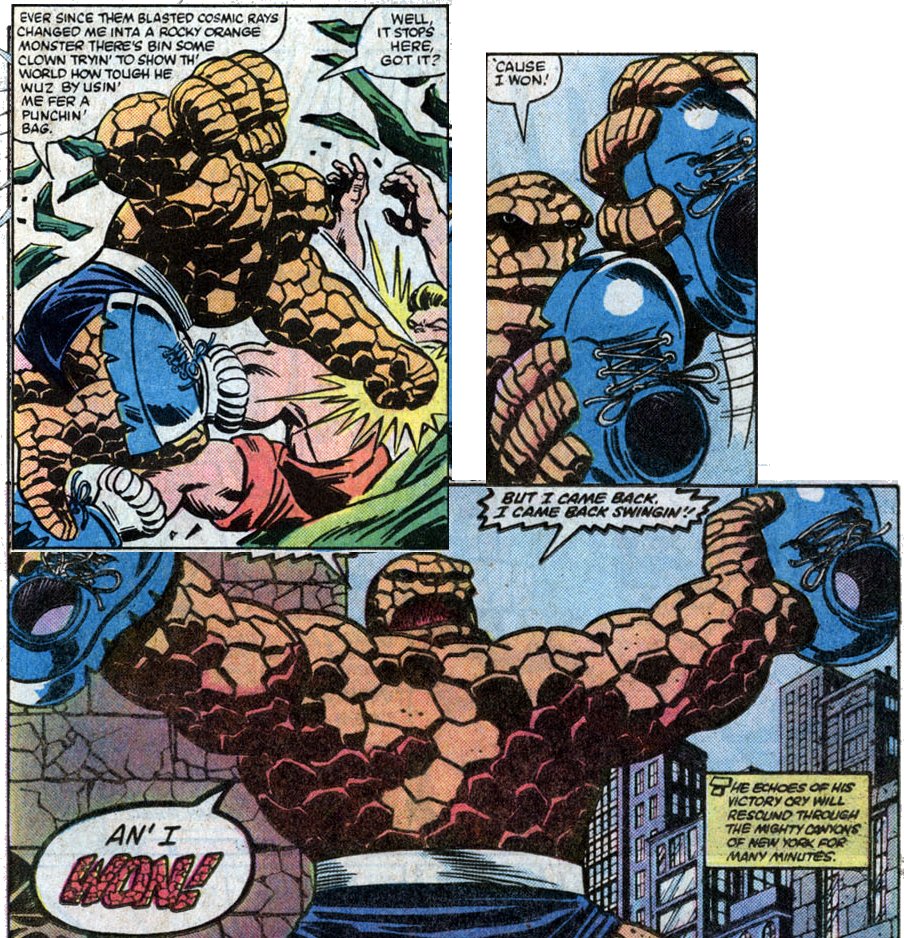 EVER SINCE THEM BLASTED COSMIC RAYS
CHANGED ME INTA A ROCKY ORANGE
MONSTER THERE'S BIN SOME
CLOWN TRYIN' TO SHOW TH'
WORLD HOW TOUGH HE
WUZ BY USIN'
ME FER A
PUNCHIN'
BAG.
WELL,
IT STOPS
HERE,
GOT IT?
'CAUSE
I WON!
BUT I CAME BACK.
I CAME BACK SWINGIN'!
AN' I
WON!
THE ECHOES OF HIS
VICTORY CRY WILL
RESOUND THROUGH
THE MIGHTY CANYONS
OF NEW YORK FOR
MANY MINUTES.